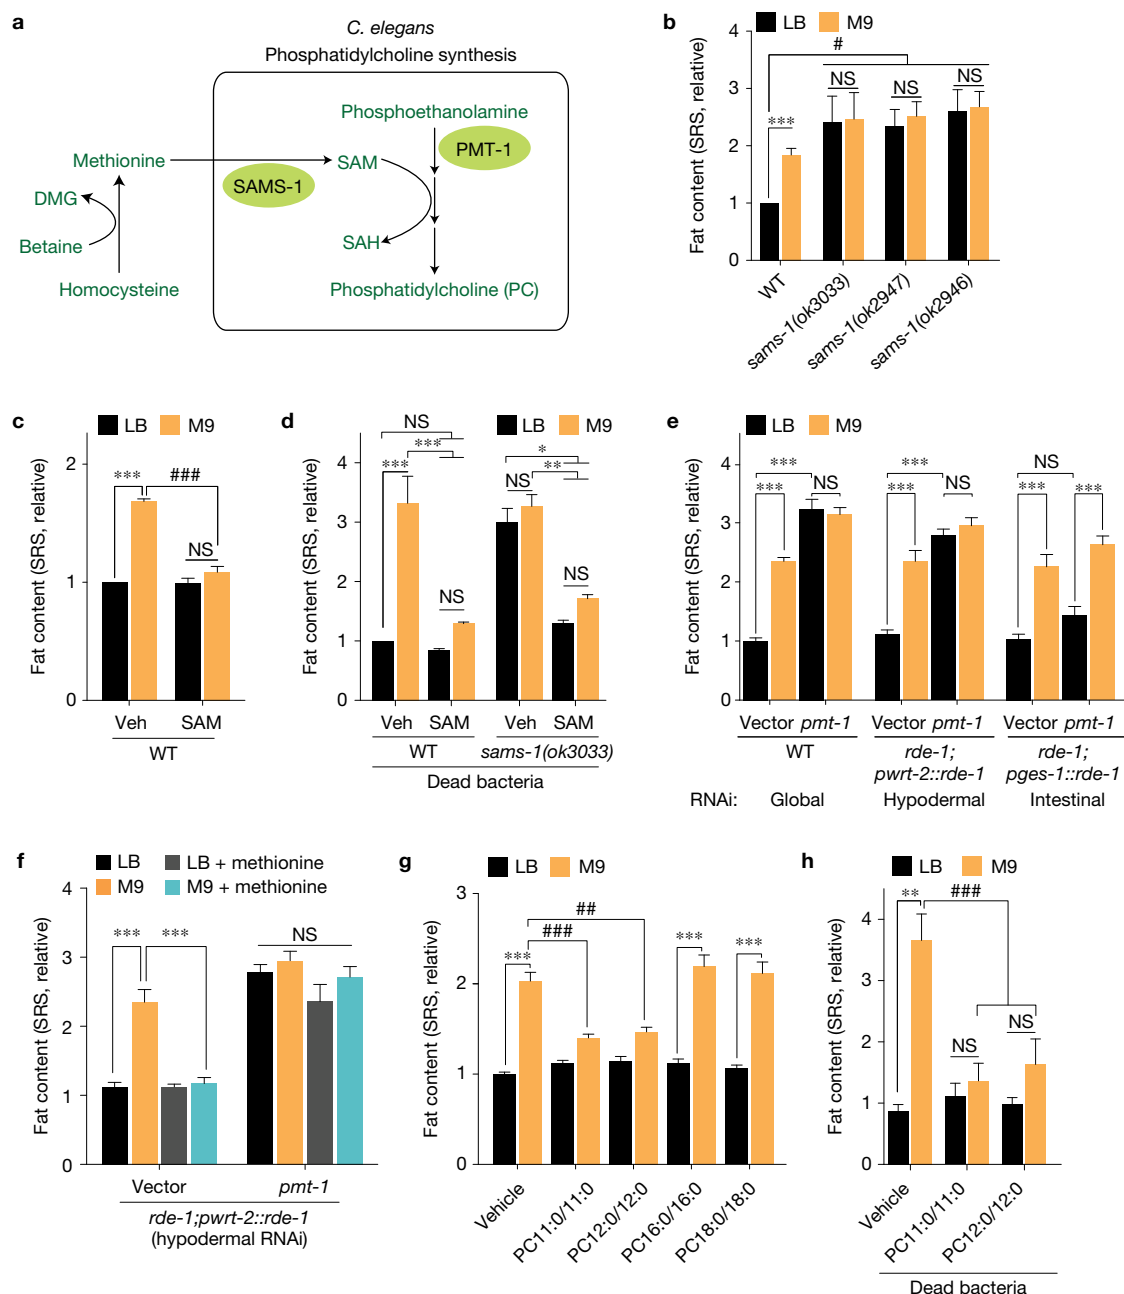 a
C. elegans
Phosphatidylcholine synthesis
Phosphoethanolamine
PMT-1
Methionine
SAM
SAMS-1
DMG
Betaine
SAH
Homocysteine
Phosphatidylcholine (PC)
b
LB M9
Fat content (SRS, relative)
4
3
2
1
0
#
***
NS
NS
NS
WT
sams-1(ok3033)
sams-1(ok2947)
sams-1(ok2946)
c
LB M9
Fat content (SRS, relative)
2
1
0
***
###
NS
Veh SAM
WT
d
LB M9
Fat content (SRS, relative)
4
3
2
1
0
NS
***
***
NS
*
**
NS
NS
Veh SAM Veh SAM
WT sams-1(ok3033)
Dead bacteria
e
LB M9
Fat content (SRS, relative)
4
3
2
1
0
***
***
NS
***
***
NS
NS
***
***
Vector pmt-1 Vector pmt-1 Vector pmt-1
WT
rde-1;
pwrt-2::rde-1
rde-1;
pges-1::rde-1
RNAi: Global Hypodermal Intestinal
f
LB LB + methionine
M9 M9 + methionine
Fat content (SRS, relative)
4
3
2
1
0
***
***
NS
Vector pmt-1
rde-1;pwrt-2::rde-1
(hypodermal RNAi)
g
LB M9
Fat content (SRS, relative)
3
2
1
0
***
###
##
***
***
Vehicle
PC11:0/11:0
PC12:0/12:0
PC16:0/16:0
PC18:0/18:0
h
LB M9
Fat content (SRS, relative)
4
3
2
1
0
**
###
NS
NS
Vehicle
PC11:0/11:0
PC12:0/12:0
Dead bacteria